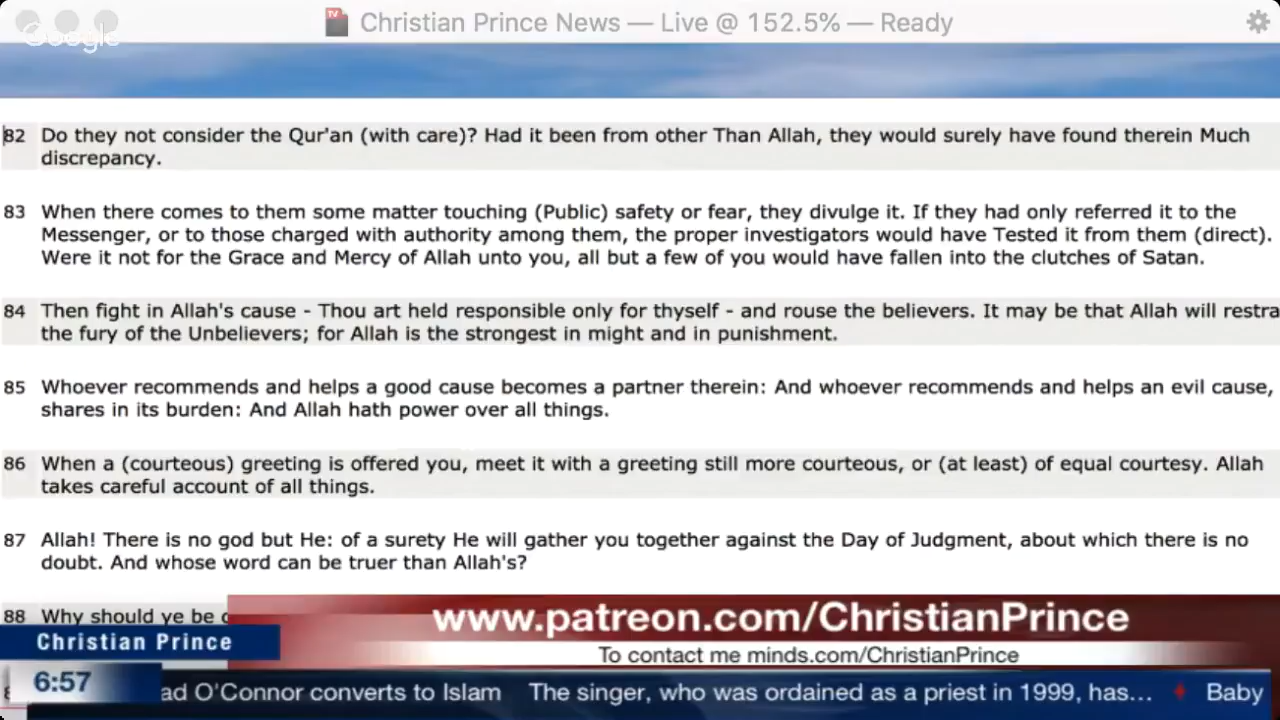 Christian Prince News — Live @ 152.5% — Ready
Google
82 Do they not consider the Qur'an (with care)? Had it been from other Than Allah, they would surely have found therein Much
discrepancy.
83 When there comes to them some matter touching (Public) safety or fear, they divulge it. If they had only referred it to the
Messenger, or to those charged with authority among them, the proper investigators would have Tested it from them (direct).
Were it not for the Grace and Mercy of Allah unto you, all but a few of you would have fallen into the clutches of Satan.
84 Then fight in Allah's cause - Thou art held responsible only for thyself - and rouse the believers. It may be that Allah will restra
the fury of the Unbelievers; for Allah is the strongest in might and in punishment.
85 Whoever recommends and helps a good cause becomes a partner therein: And whoever recommends and helps an evil cause,
shares in its burden: And Allah hath power over all things.
86 When a (courteous) greeting is offered you, meet it with a greeting still more courteous, or (at least) of equal courtesy. Allah
takes careful account of all things.
87 Allah! There is no god but He: of a surety He will gather you together against the Day of Judgment, about which there is no
doubt. And whose word can be truer than Allah's?
88 Why should ye be
www.patreon.com/ChristianPrince
Christian Prince
To contact me minds.com/ChristianPrince
6:57
ad O'Connor converts to Islam The singer, who was ordained as a priest in 1999, has... Baby